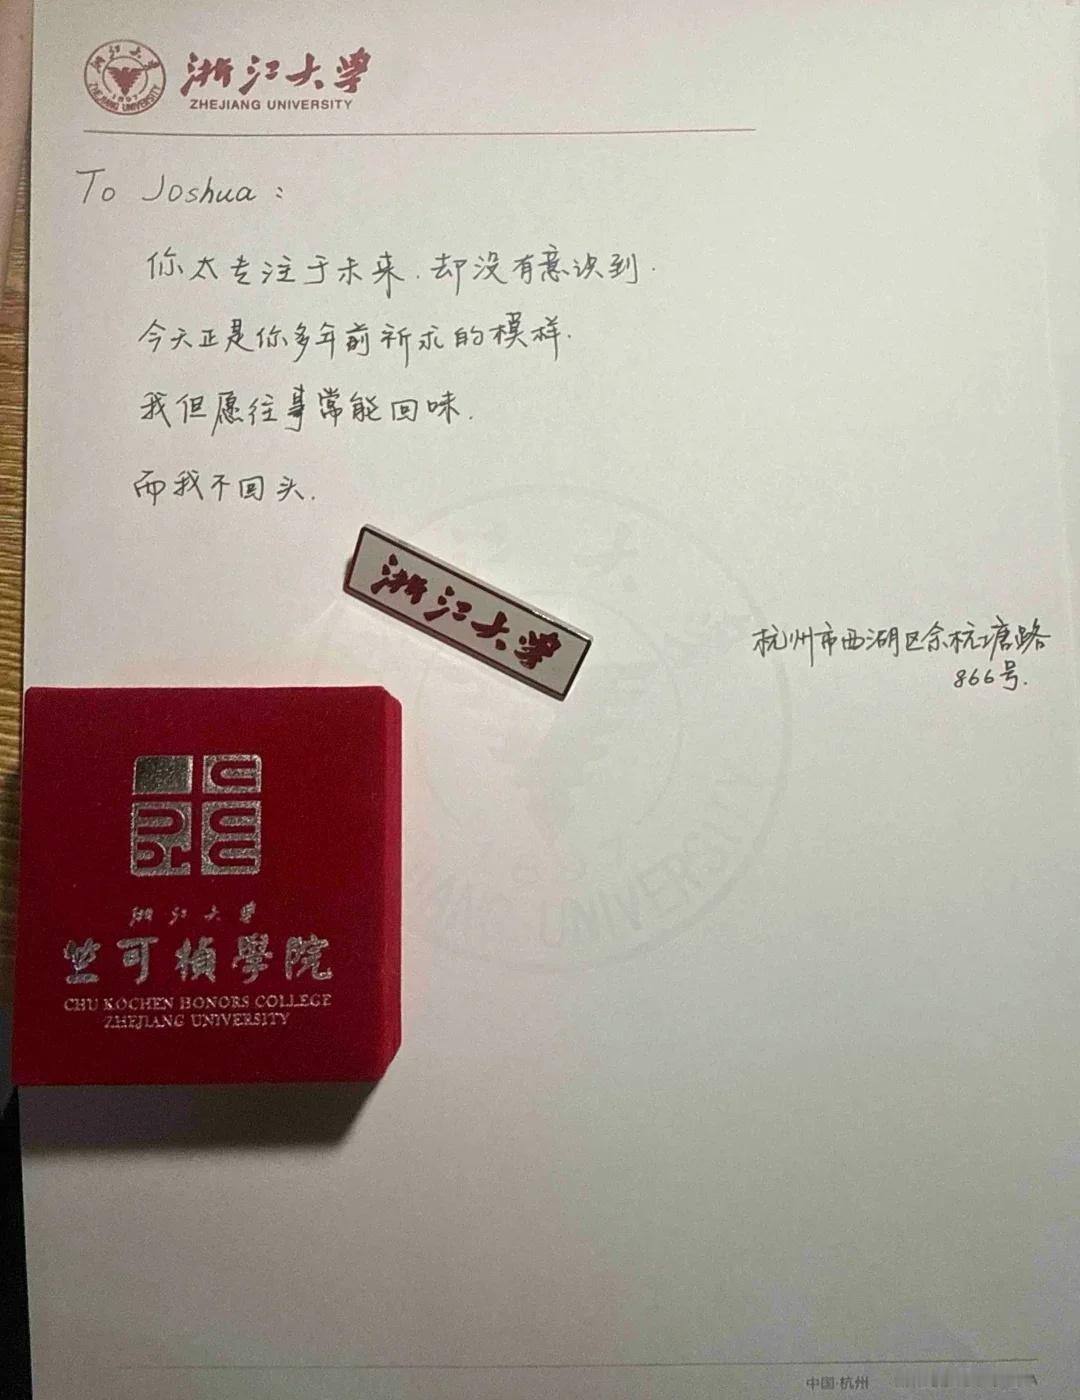 浙江大学
ZHEJIANG UNIVERSITY
1897
To Joshua：
你太专注于未来.却没有意识到.
今天正是你多年前祈求的模样.
我但愿往事常能回味.
而我不回头.
浙江大学
杭州市西湖区余杭塘路
866号.
浙江大学
竺可桢學院
CHU KOCHEN HONORS COLLEGE
ZHEJIANG UNIVERSITY
UNIVERSITY
中国·杭州